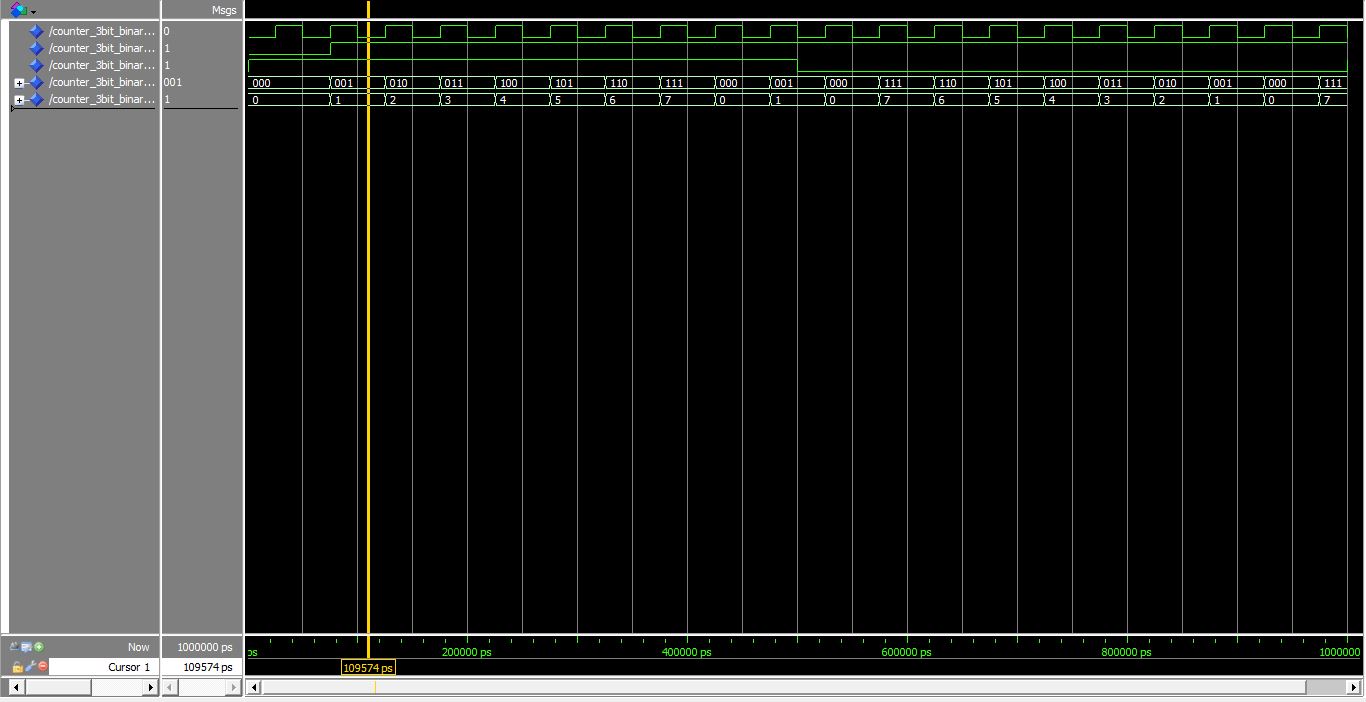 Msgs
/counter_3bit_binar... 0
/counter_3bit_binar... 1
/counter_3bit_binar... 1
/counter_3bit_binar... 001 000 001 010 011 100 101 110 111 000 001 000 111 110 101 100 011 010 001 000 111
/counter_3bit_binar... 1 0 1 2 3 4 5 6 7 0 1 0 7 6 5 4 3 2 1 0 7
Now 1000000 ps ps 200000 ps 400000 ps 600000 ps 800000 ps 1000000
Cursor 1 109574 ps 109574 ps